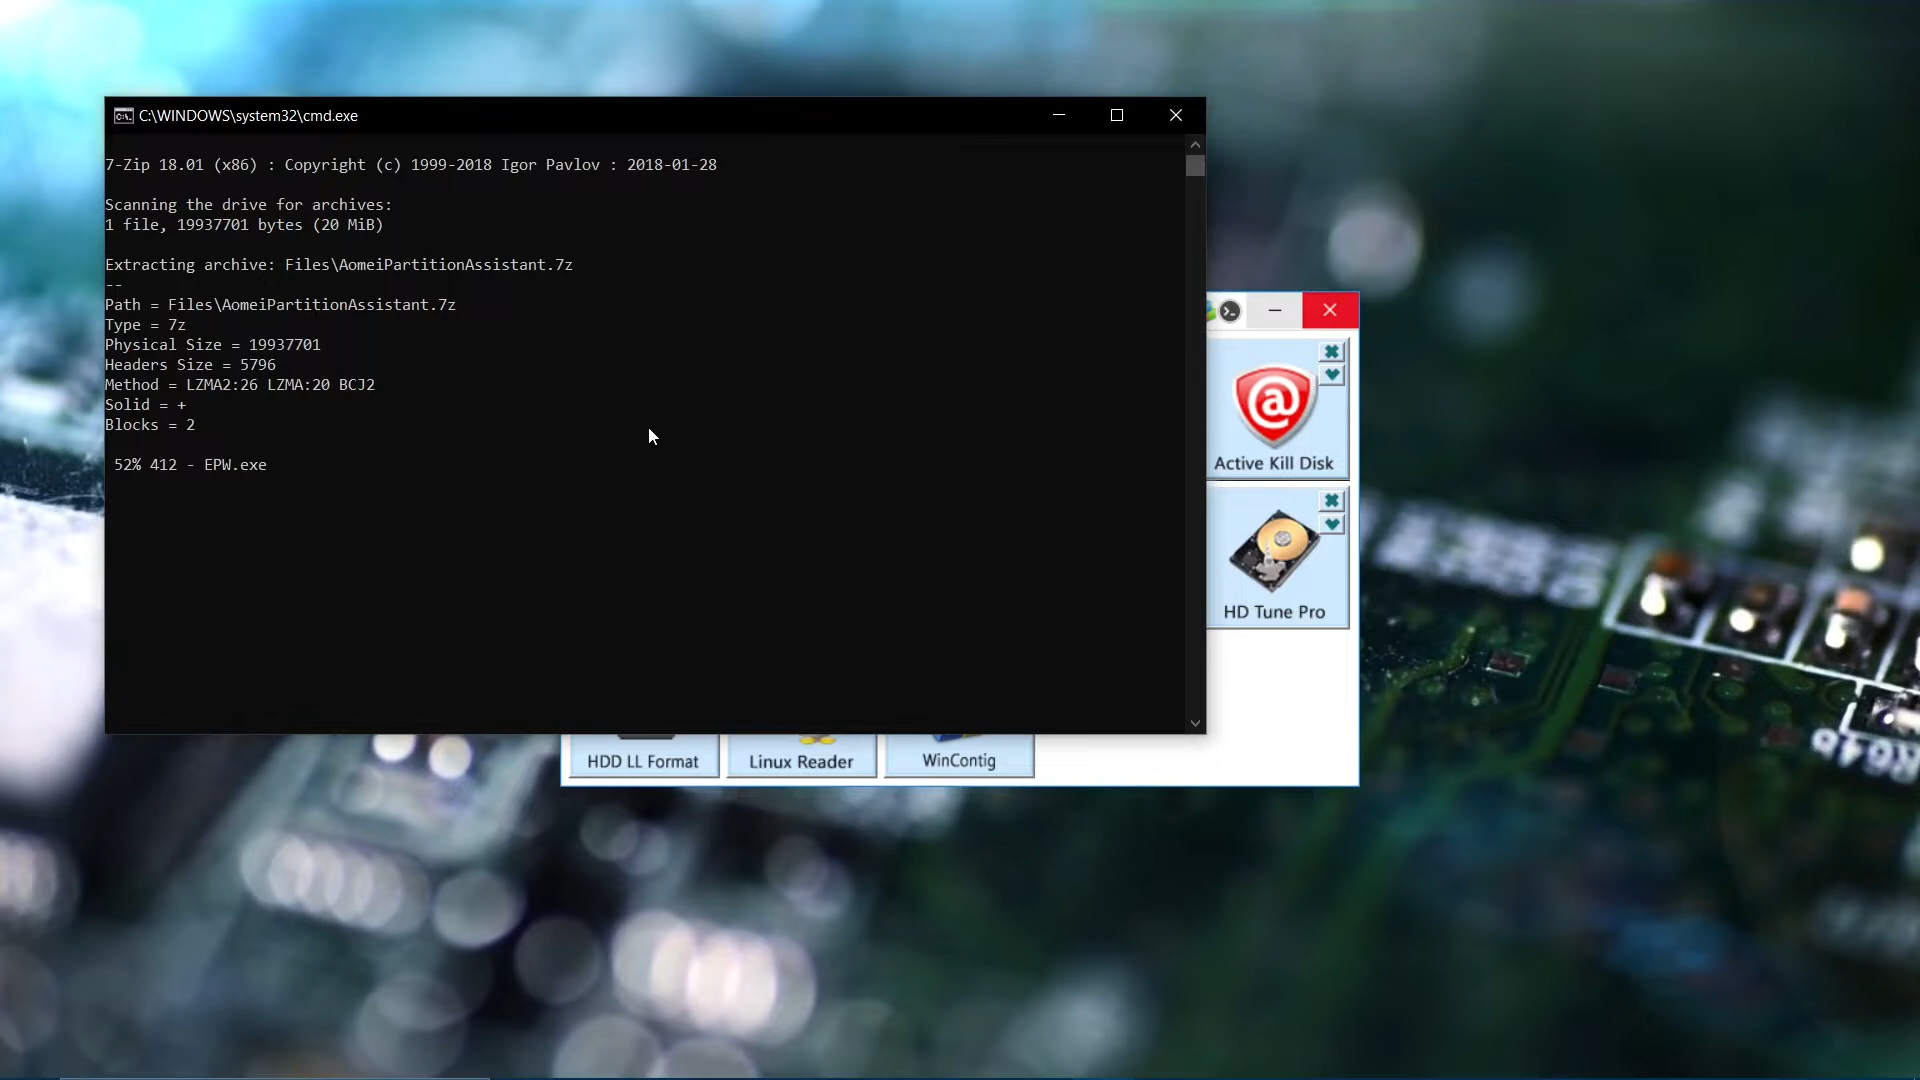 C:\WINDOWS\system32\cmd.exe
7-Zip 18.01 (x86) : Copyright (c) 1999-2018 Igor Pavlov : 2018-01-28
Scanning the drive for archives:
1 file, 19937701 bytes (20 MiB)
Extracting archive: Files\AomeiPartitionAssistant.7z
--
Path = Files\AomeiPartitionAssistant.7z
Type = 7z
Physical Size = 19937701
Headers Size = 5796
Method = LZMA2:26 LZMA:20 BCJ2
Solid = +
Blocks = 2
52% 412 - EPW.exe
Active Kill Disk
HD Tune Pro
HDD LL Format
Linux Reader
WinContig
R64b